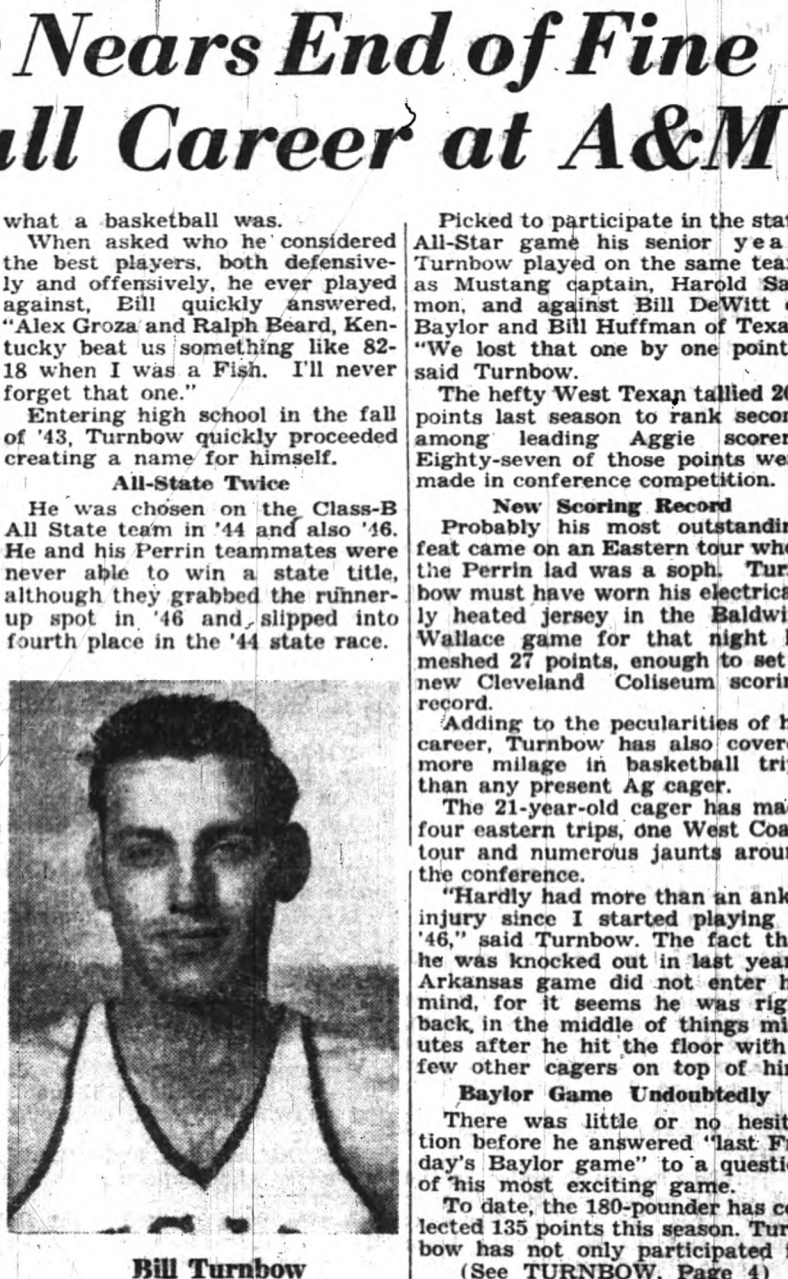 Nears End of Fine
all Career at A&M
what a basketball was.
When asked who he considered
the best players, both defensive-
ly and offensively, he ever played
against, Bill quickly answered,
"Alex Groza and Ralph Beard, Ken-
tucky beat us something like 82-
18 when I was a Fish. I'll never
forget that one."
Entering high school in the fall
of '43, Turnbow quickly proceeded
creating a name for himself.
All-State Twice
He was chosen on the Class-B
All State team in '44 and also '46.
He and his Perrin teammates were
never able to win a state title,
although they grabbed the runner-
up spot in '46 and slipped into
fourth place in the '44 state race.
Bill Turnbow
Picked to participate in the stat
All-Star game his senior yea
Turnbow played on the same tea
as Mustang captain, Harold Sa
mon, and against Bill DeWitt
Baylor and Bill Huffman of Texa
"We lost that one by one point
said Turnbow.
The hefty West Texan tallied 20
points last season to rank secon
among leading Aggie scorer
Eighty-seven of those points we
made in conference competition.
New Scoring Record
Probably his most outstandin
feat came on an Eastern tour whe
the Perrin lad was a soph. Tur
bow must have worn his electrica
ly heated jersey in the Baldwi
Wallace game for that night
meshed 27 points, enough to set
new Cleveland Coliseum scorin
record.
Adding to the pecularities of h
career, Turnbow has also cover
more milage in basketball tri
than any present Ag cager.
The 21-year-old cager has ma
four eastern trips, one West Coa
tour and numerous jaunts aroun
the conference.
"Hardly had more than an ank
injury since I started playing
'46," said Turnbow. The fact th
he was knocked out in last year
Arkansas game did not enter h
mind, for it seems he was rig
back in the middle of things mi
utes after he hit the floor with
few other cagers on top of hi
Baylor Game Undoubtedly
There was little or no hesit
tion before he answered "last Fr
day's Baylor game" to a questi
of his most exciting game.
To date, the 180-pounder has co
lected 135 points this season. Tur
bow has not only participated
(See TURNBOW, Page 4)